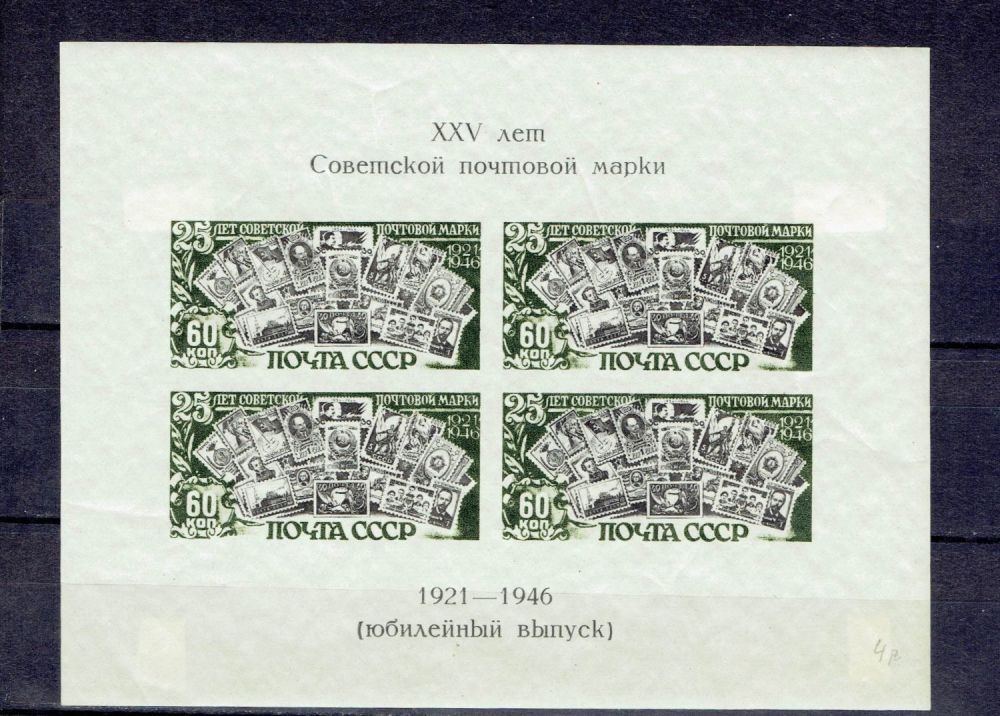 XXV лет
Советской почтовой марки
25 ЛЕТ СОВЕТСКОЙ ПОЧТОВОЙ МАРКИ
1921
1946
60
КОП
ПОЧТА СССР
25 ЛЕТ СОВЕТСКОЙ ПОЧТОВОЙ МАРКИ
1921
1946
60
КОП
ПОЧТА СССР
25 ЛЕТ СОВЕТСКОЙ ПОЧТОВОЙ МАРКИ
1921
1946
60
КОП
ПОЧТА СССР
25 ЛЕТ СОВЕТСКОЙ ПОЧТОВОЙ МАРКИ
1921
1946
60
КОП
ПОЧТА СССР
1921—1946
(юбилейный выпуск)